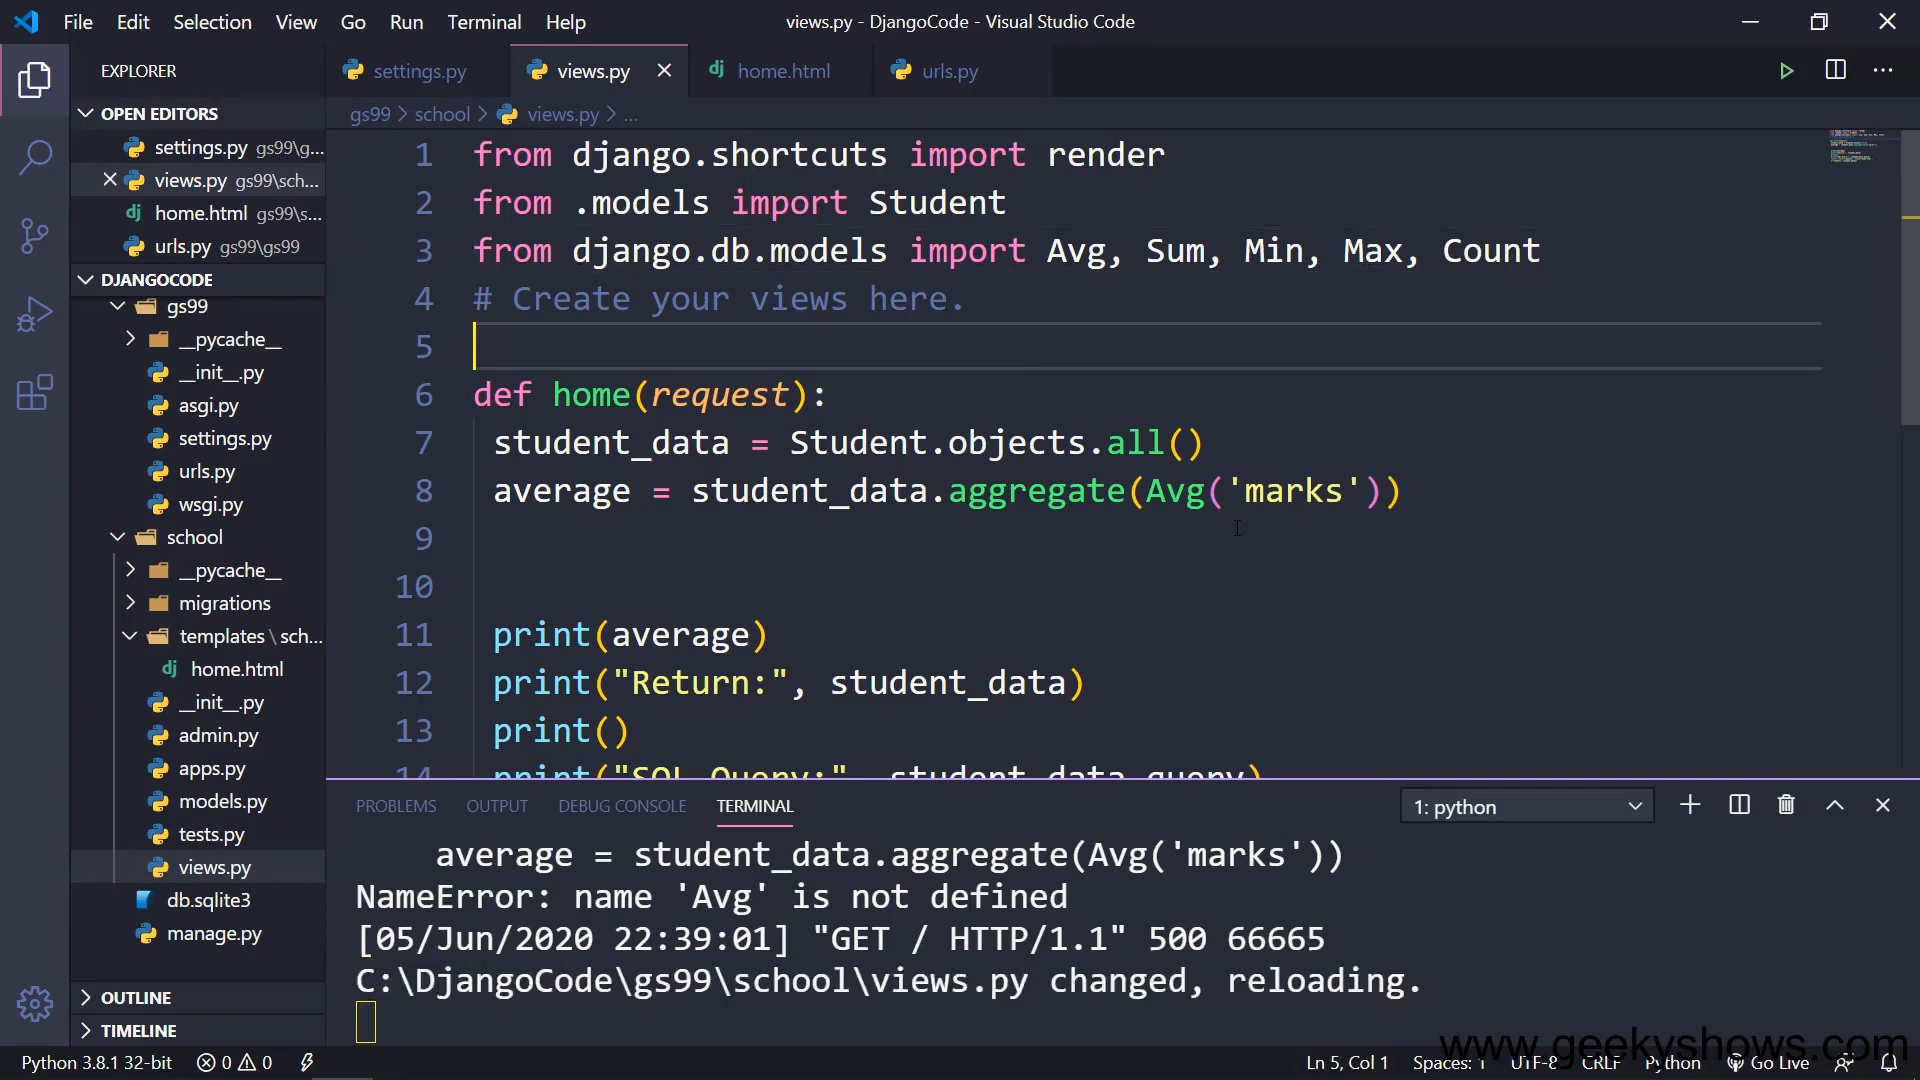 File Edit Selection View Go Run Terminal Help
views.py - DjangoCode - Visual Studio Code
EXPLORER
OPEN EDITORS
settings.py gs99\g...
views.py gs99\sch...
home.html gs99\s...
urls.py gs99\gs99
DJANGOCODE
gs99
__pycache__
__init__.py
asgi.py
settings.py
urls.py
wsgi.py
school
__pycache__
migrations
templates\sch...
home.html
__init__.py
admin.py
apps.py
models.py
tests.py
views.py
db.sqlite3
manage.py
OUTLINE
TIMELINE
settings.py views.py home.html urls.py
gs99 > school > views.py > ...
1 from django.shortcuts import render
2 from .models import Student
3 from django.db.models import Avg, Sum, Min, Max, Count
4 # Create your views here.
5
6 def home(request):
7 student_data = Student.objects.all()
8 average = student_data.aggregate(Avg('marks'))
9
10
11 print(average)
12 print("Return:", student_data)
13 print()
14 print("SQL Query:", student_data.query)
PROBLEMS OUTPUT DEBUG CONSOLE TERMINAL
1: python
average = student_data.aggregate(Avg('marks'))
NameError: name 'Avg' is not defined
[05/Jun/2020 22:39:01] "GET / HTTP/1.1" 500 66665
C:\DjangoCode\gs99\school\views.py changed, reloading.
www.geekyshows.com
Python 3.8.1 32-bit 0 0 Ln 5, Col 1 Spaces: 1 UTF-8 CRLF Python Go Live